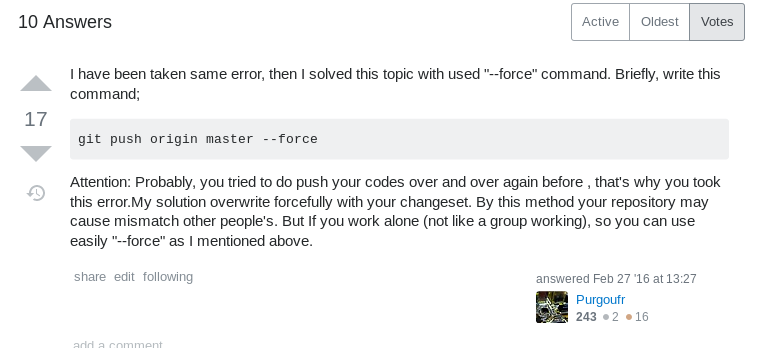 10 Answers
Active Oldest Votes
I have been taken same error, then I solved this topic with used "--force" command. Briefly, write this
command;
17
git push origin master --force
Attention: Probably, you tried to do push your codes over and over again before , that's why you took
this error.My solution overwrite forcefully with your changeset. By this method your repository may
cause mismatch other people's. But If you work alone (not like a group working), so you can use
easily "--force" as I mentioned above.
share edit following
answered Feb 27 '16 at 13:27
Purgoufr
243 2 16
add a comment